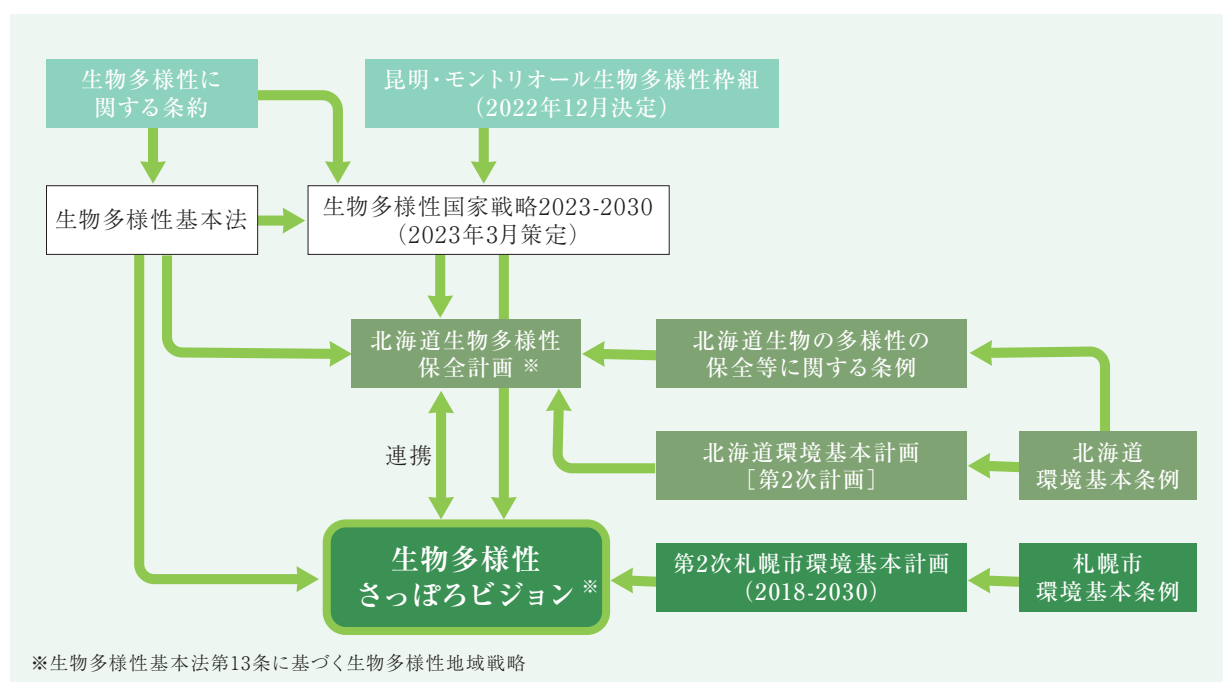 生物多様性に
関する条約
昆明・モントリオール生物多様性枠組
（2022年12月決定）
生物多様性基本法
生物多様性国家戦略2023-2030
（2023年3月策定）
北海道生物多様性
保全計画 ※
北海道生物の多様性の
保全等に関する条例
連携
北海道環境基本計画
［第2次計画］
北海道
環境基本条例
生物多様性
さっぽろビジョン ※
第2次札幌市環境基本計画
（2018-2030）
札幌市
環境基本条例
※生物多様性基本法第13条に基づく生物多様性地域戦略